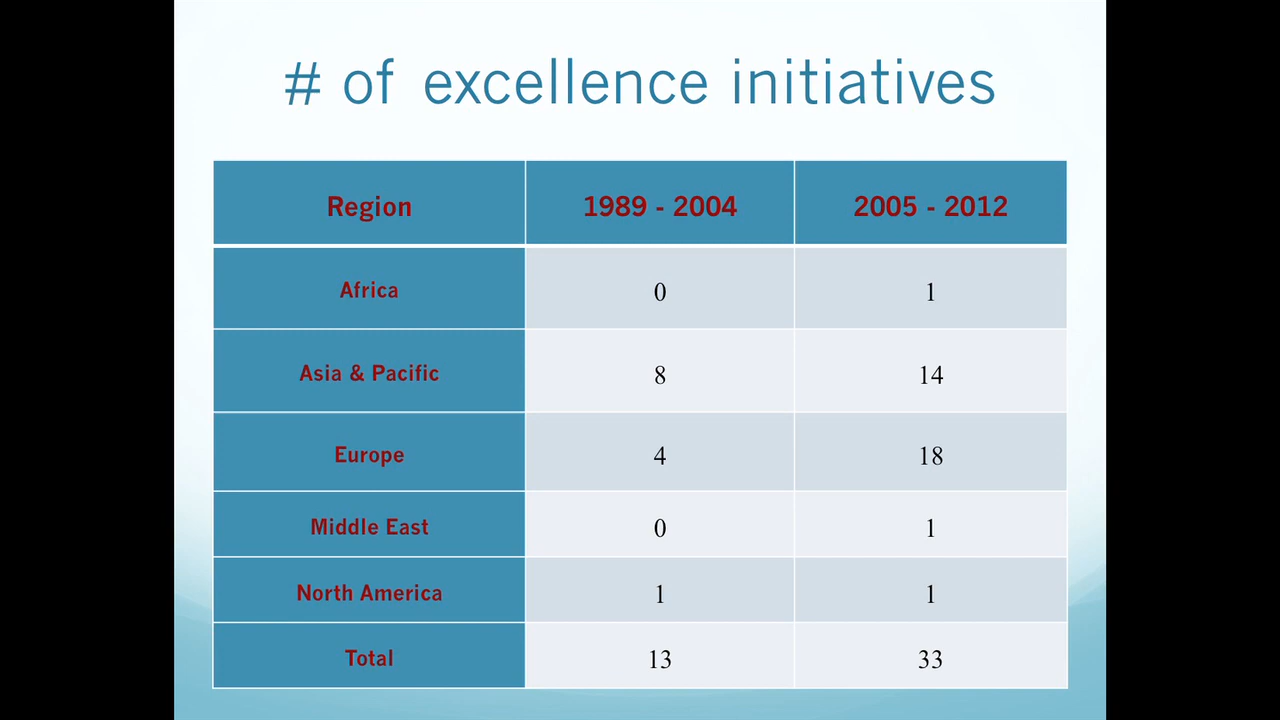 # of excellence initiatives
Region 1989 - 2004 2005 - 2012
Africa 0 1
Asia & Pacific 8 14
Europe 4 18
Middle East 0 1
North America 1 1
Total 13 33